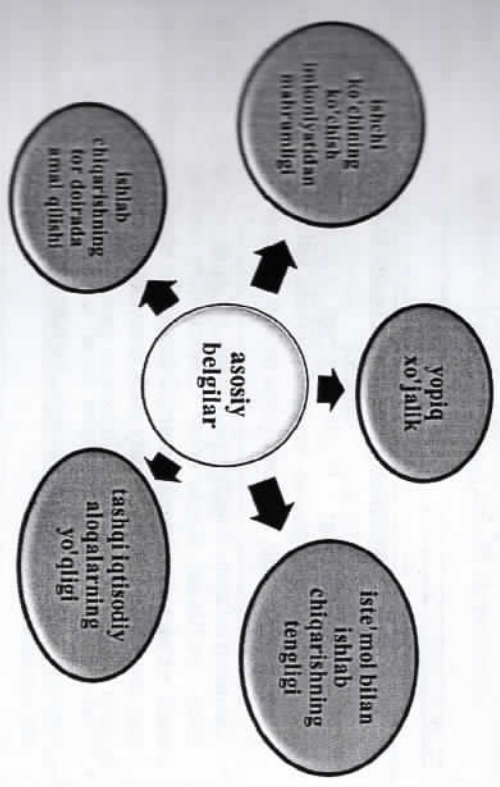 yopiq
xo'jalik
iste'mol bilan
ishlab
chiqarishning
tengligi
tashqi iqtisodiy
aloqalarning
yo'qligi
ishlab
chiqarishning
tor doirada
amal qilishi
ishchi
ko'chining
ko'chish
imkoniyatidan
mahrumligi
asosiy
belgilar